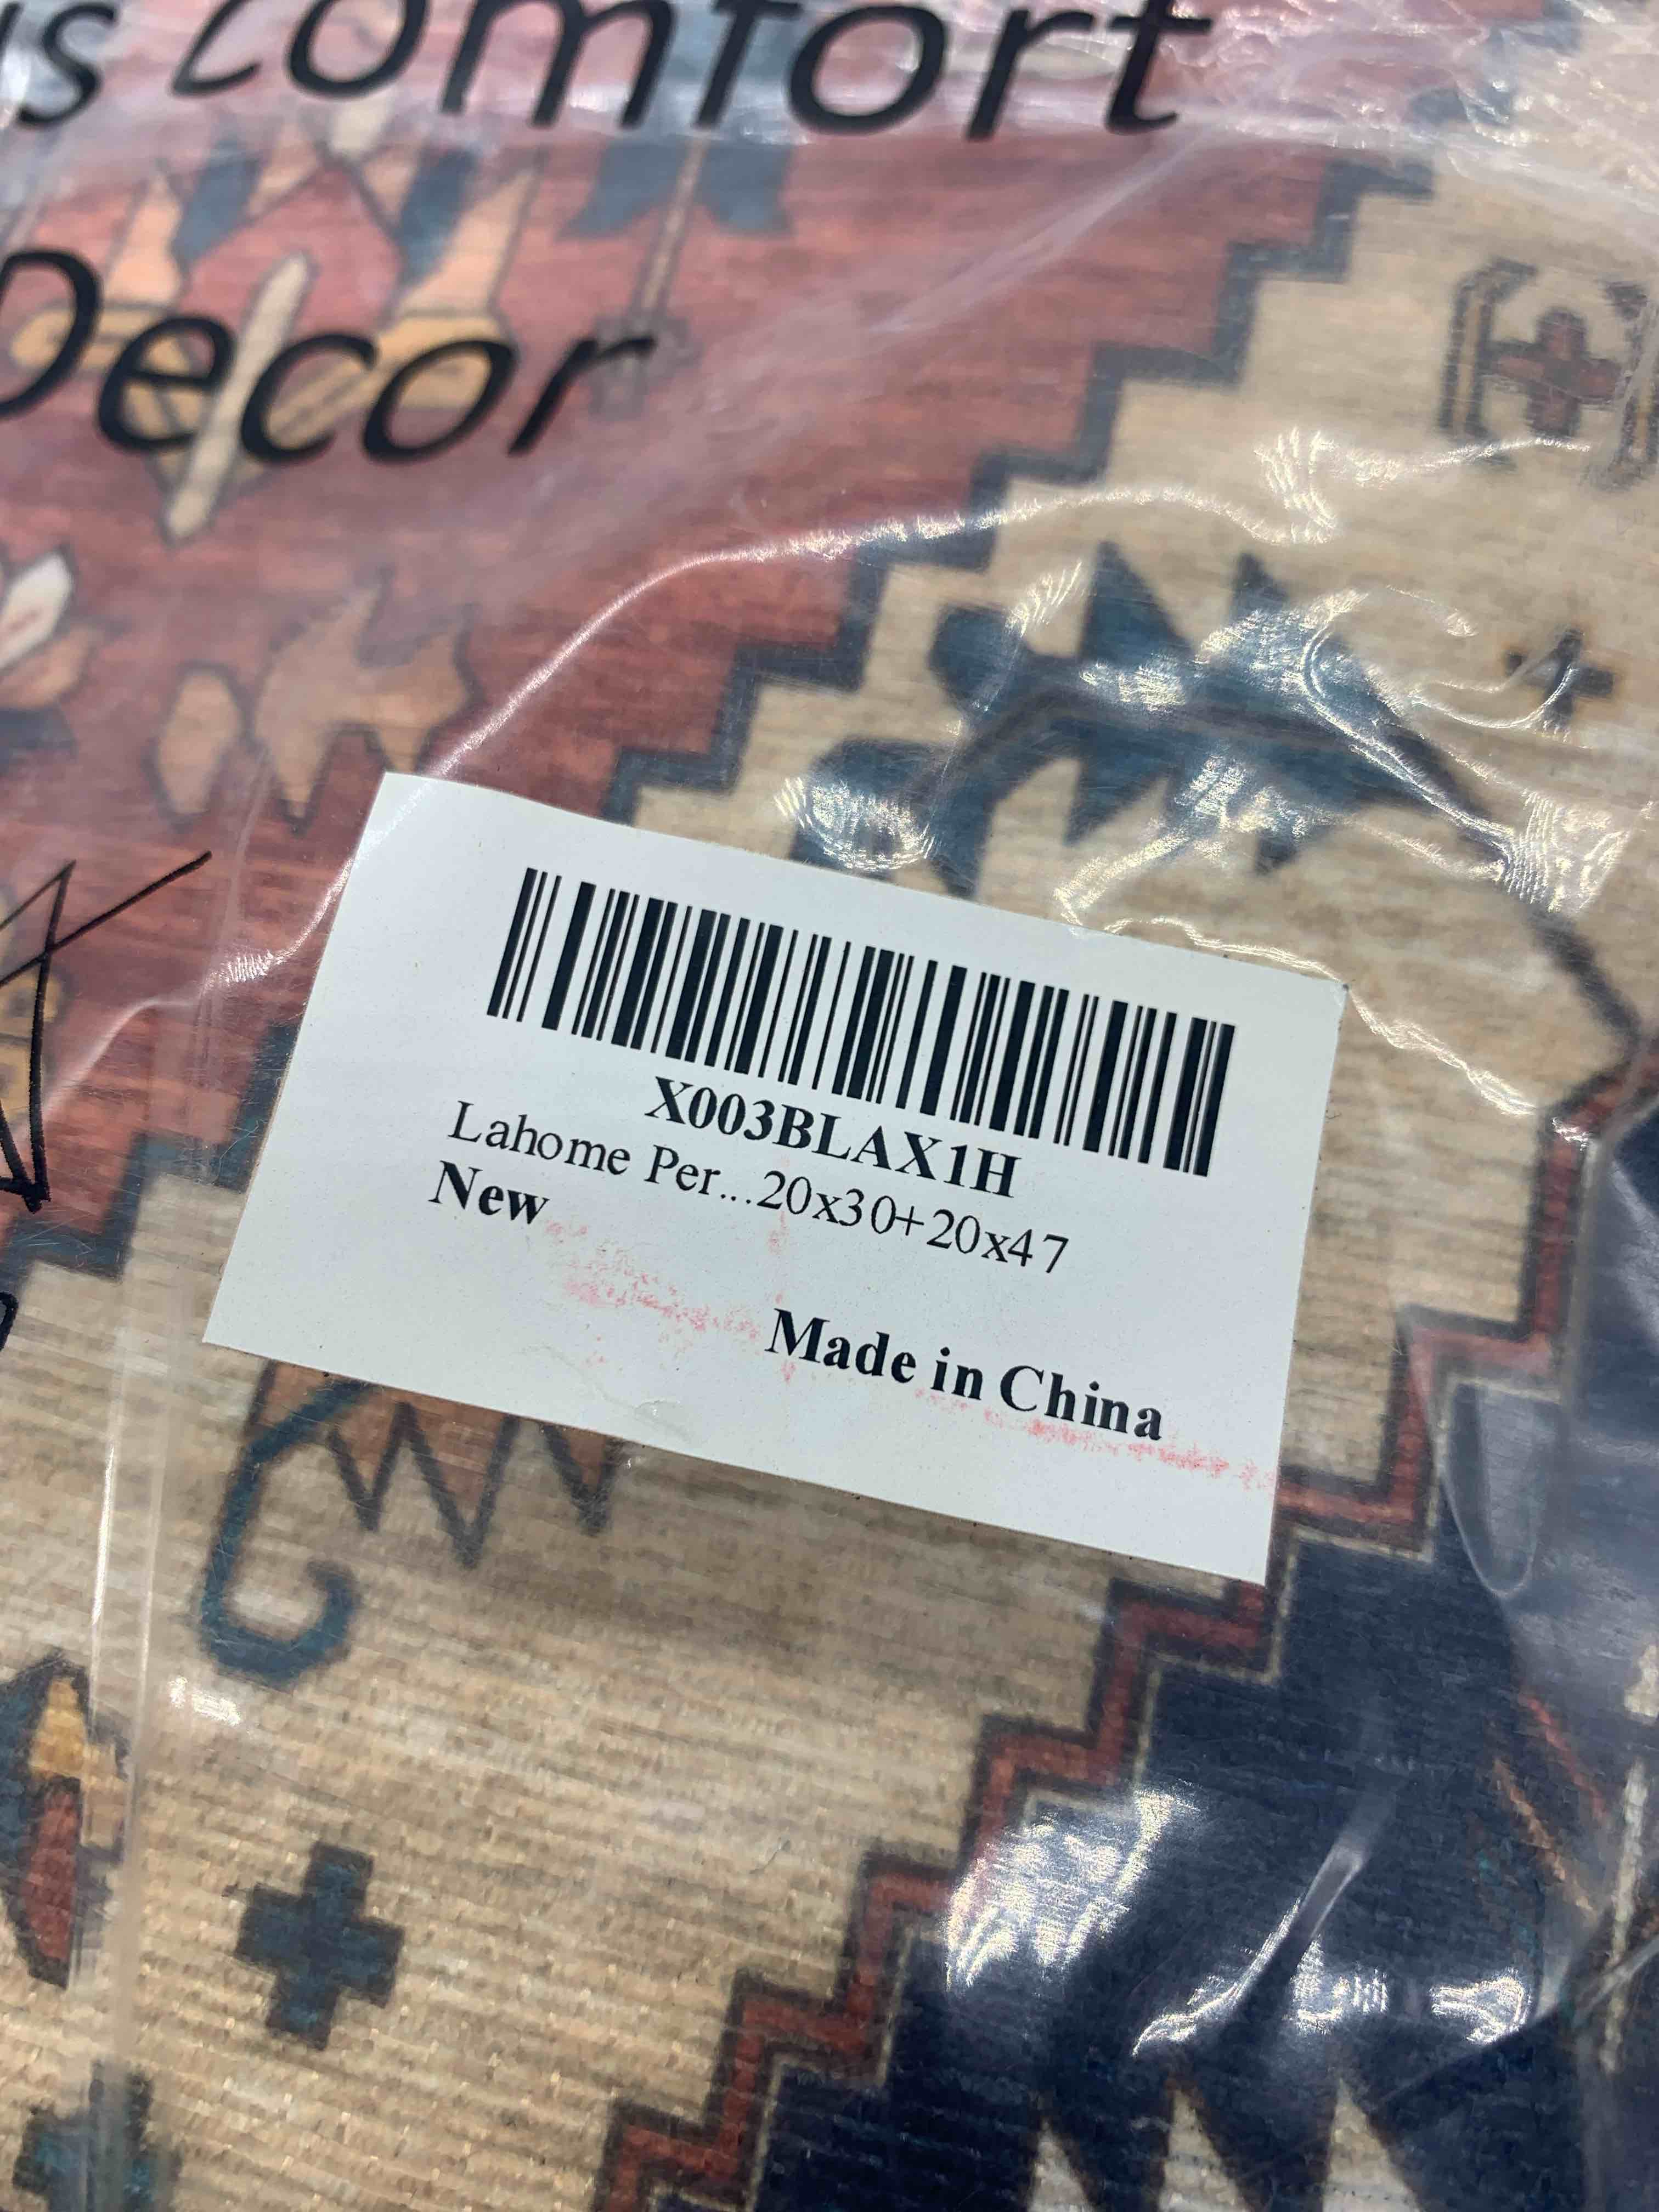 s Comfort
Decor
X003BLAX1H
Lahome Per...20x30+20x47
New
Made in China